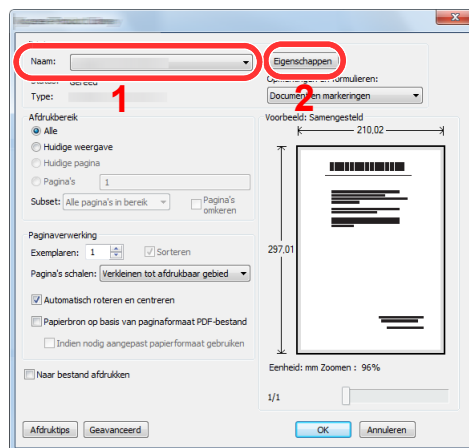 Naam:
Eigenschappen
Gereed
Opmerkingen en formulieren:
Type:
1
2
Document en markeringen
Afdrukbereik
Alle
Huidige weergave
Huidige pagina
Pagina's
1
Subset:
Alle pagina's in bereik
Pagina's omkeren
Voorbeeld: Samengesteld
210,02
297,01
Paginaverwerking
Exemplaren:
1
Sorteren
Pagina's schalen:
Verkleinen tot afdrukbaar gebied
Automatisch roteren en centreren
Papierbron op basis van paginaformaat PDF-bestand
Indien nodig aangepast papierformaat gebruiken
Naar bestand afdrukken
Eenheid: mm Zoomen : 96%
1/1
Afdruktips
Geavanceerd
OK
Annuleren